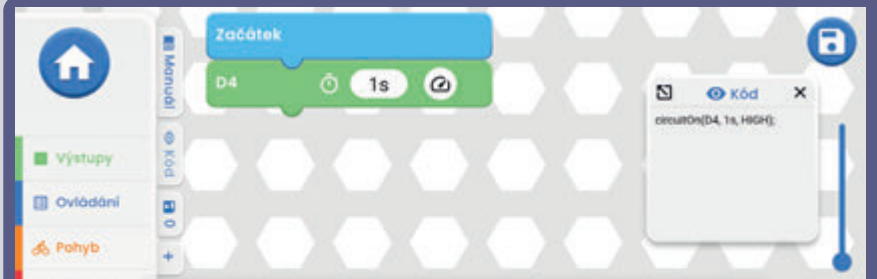 Začátek
D4 1s
Manuál
Kód
0
+
Výstupy
Ovládání
Pohyb
Kód ×
circuitOn(D4, 1s, HIGH);